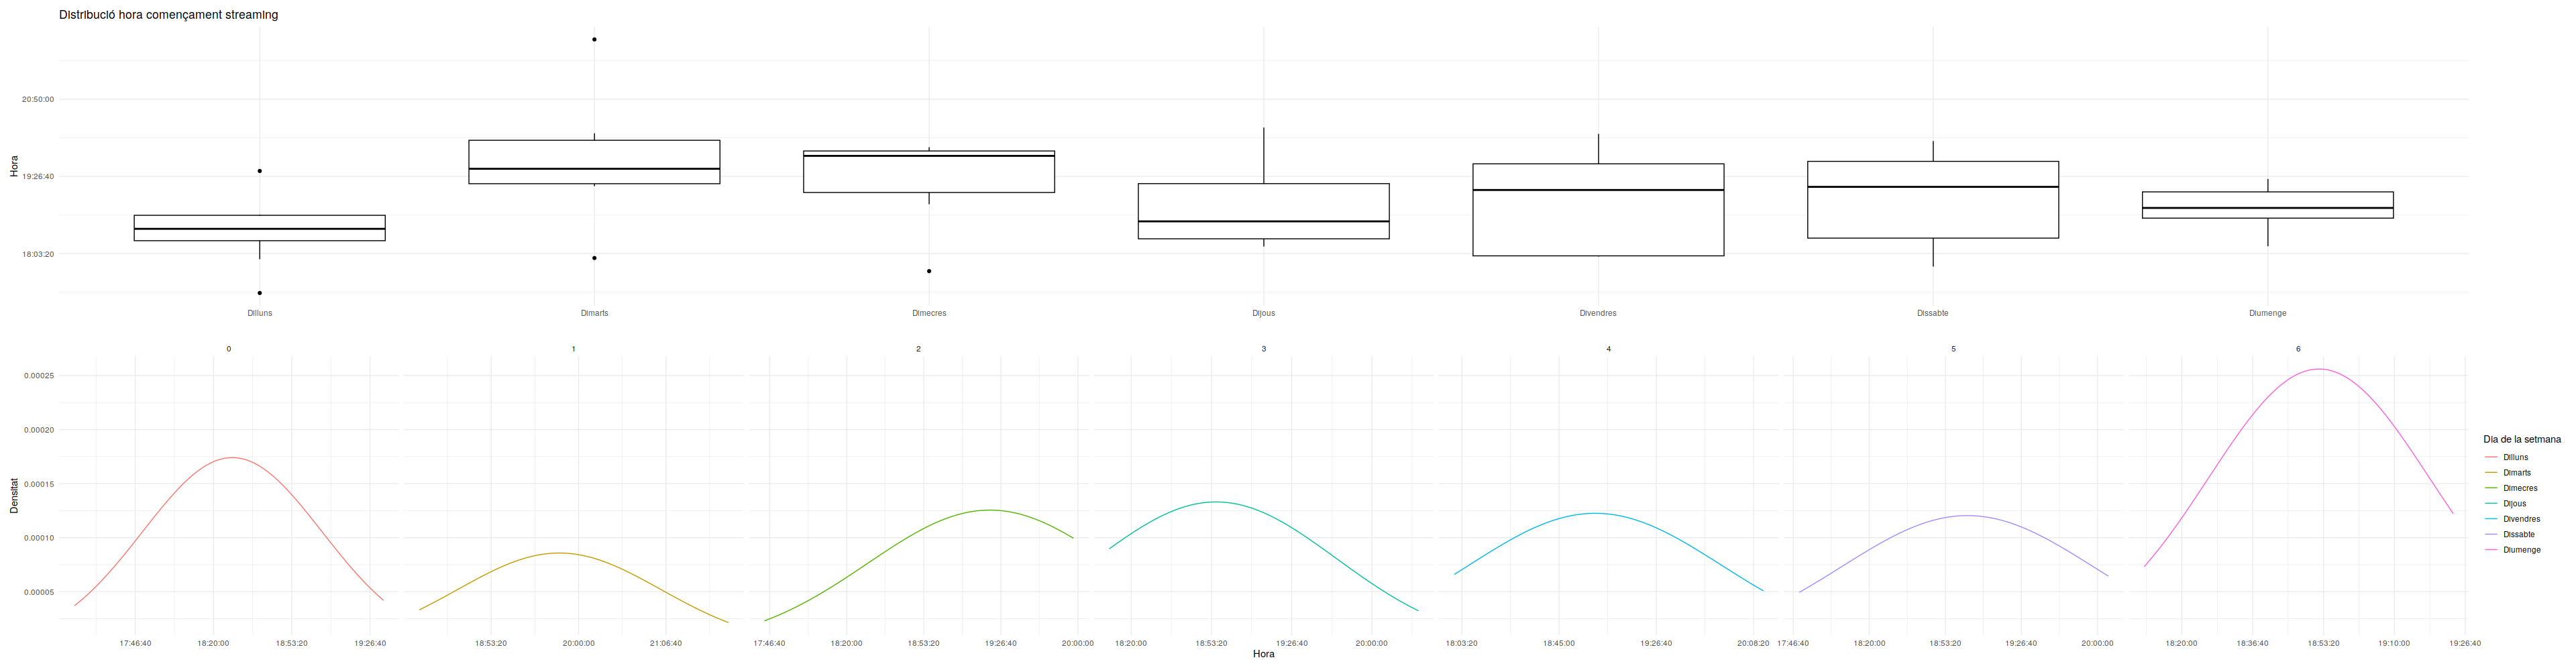 Distribució hora començament streaming
Hora
20:50:00
19:26:40
18:03:20
Dilluns Dimarts Dimecres Dijous Divendres Dissabte Diumenge
0 1 2 3 4 5 6
Densitat
0.00025
0.00020
0.00015
0.00010
0.00005
17:46:40 18:20:00 18:53:20 19:26:40 18:53:20 20:00:00 21:06:40 17:46:40 18:20:00 18:53:20 19:26:40 20:00:00 18:20:00 18:53:20 19:26:40 20:00:00 18:03:20 18:45:00 19:26:40 20:08:20 17:46:40 18:20:00 18:53:20 19:26:40 20:00:00 18:20:00 18:36:40 18:53:20 19:10:00 19:26:40
Hora
Dia de la setmana
Dilluns
Dimarts
Dimecres
Dijous
Divendres
Dissabte
Diumenge